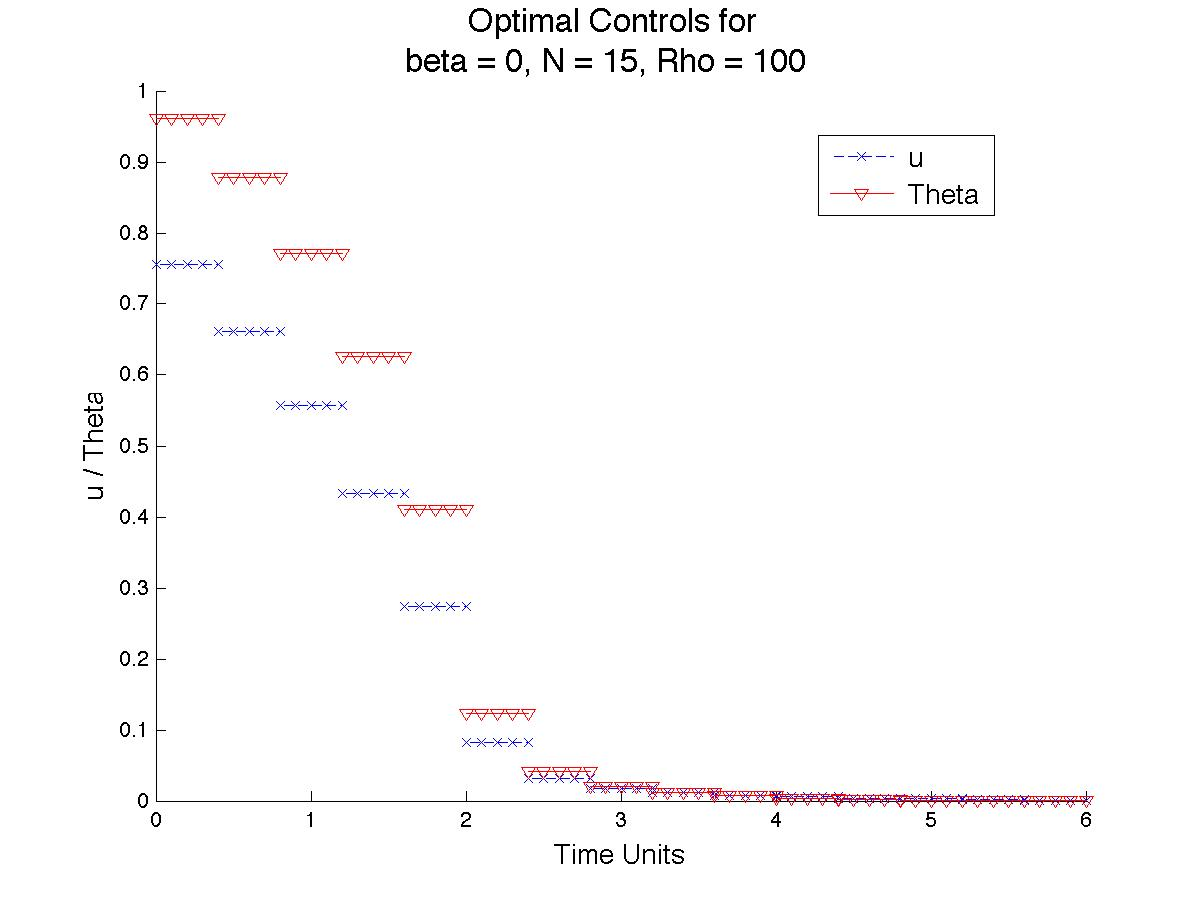 Optimal Controls for
beta = 0, N = 15, Rho = 100
1
0.9
0.8
0.7
0.6
0.5
0.4
0.3
0.2
0.1
0
u / Theta
u
Theta
0 1 2 3 4 5 6
Time Units